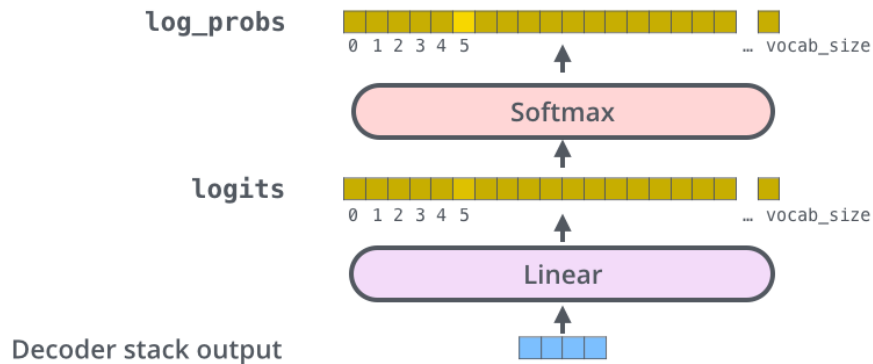 log_probs
0 1 2 3 4 5 … vocab_size
Softmax
logits
0 1 2 3 4 5 … vocab_size
Linear
Decoder stack output